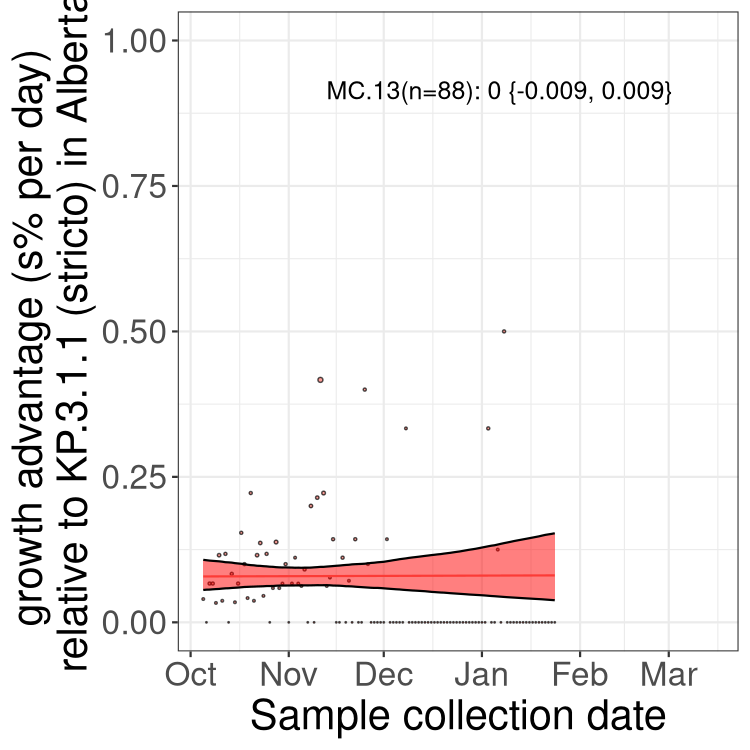 growth advantage (s% per day)
relative to KP.3.1.1 (stricto) in Alberta
1.00
0.75
0.50
0.25
0.00
MC.13(n=88): 0 {-0.009, 0.009}
Oct Nov Dec Jan Feb Mar
Sample collection date